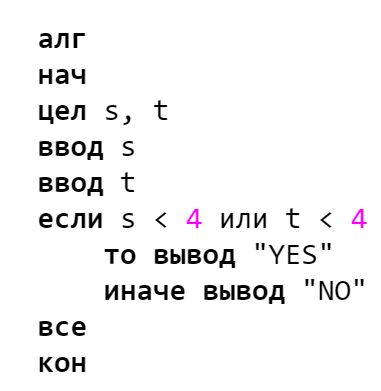 алг
нач
цел s, t
ввод s
ввод t
если s < 4 или t < 4
то вывод "YES"
иначе вывод "NO"
все
кон